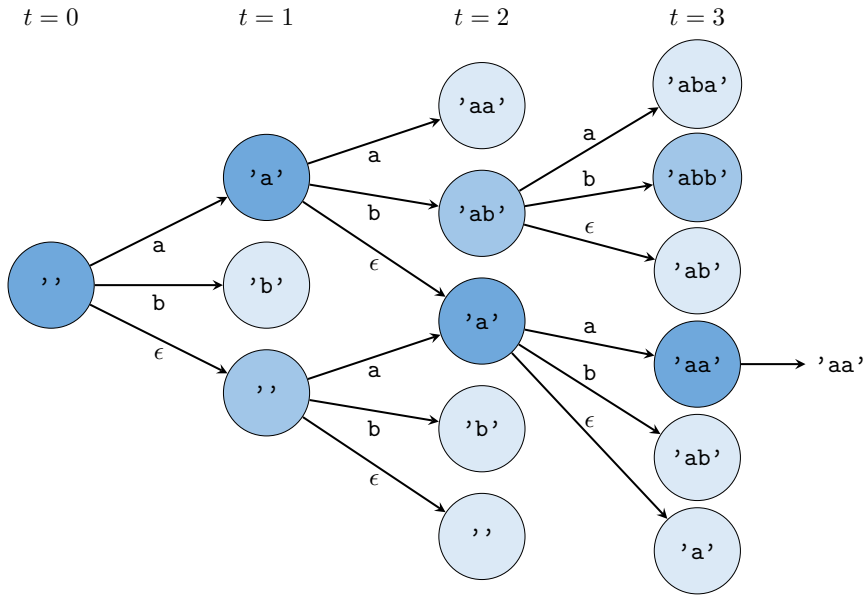 t = 0
t = 1
t = 2
t = 3
''
a
b
ϵ
'a'
'b'
''
a
b
ϵ
a
b
ϵ
'aa'
'ab'
'a'
'b'
''
a
b
ϵ
a
b
ϵ
'aba'
'abb'
'ab'
'aa'
'ab'
'a'
'aa'